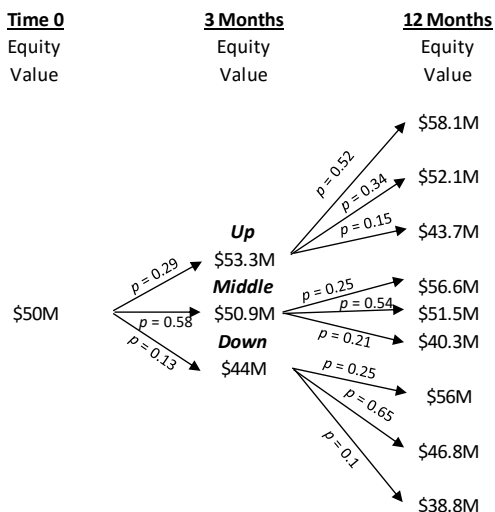 Time 0 3 Months 12 Months
Equity Equity Equity
Value Value Value
$58.1M
p = 0.52
$52.1M
p = 0.34
Up $43.7M
p = 0.15
$53.3M
p = 0.29
Middle $56.6M
p = 0.25
$50M $50.9M $51.5M
p = 0.58 p = 0.54
Down $40.3M
p = 0.13 p = 0.21
$44M
p = 0.25
$56M
p = 0.65
$46.8M
p = 0.1
$38.8M